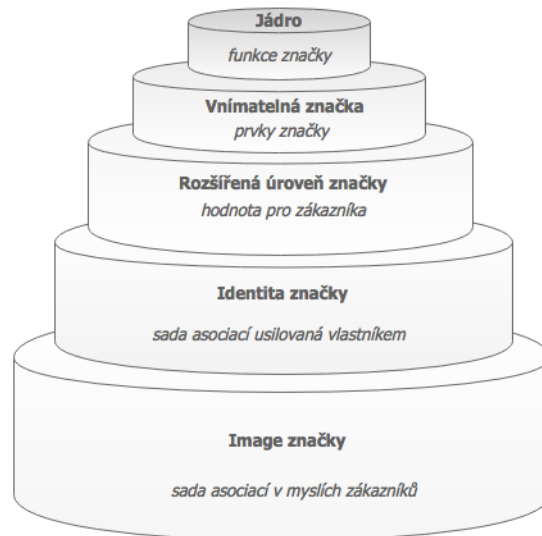 Jádro
funkce značky
Vnímatelná značka
prvky značky
Rozšířená úroveň značky
hodnota pro zákazníka
Identita značky
sada asociací usilovaná vlastníkem
Image značky
sada asociací v myslích zákazníků